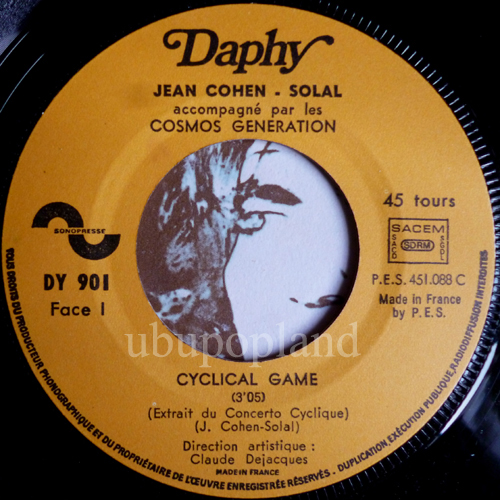 Daphy
JEAN COHEN - SOLAL
accompagné par les
COSMOS GENERATION
SONOPRESSE
DY 901
Face 1
45 tours
SACEM
SACD SDRM SGDL
P.E.S. 451.088 C
Made in France
by P.E.S.
ubupopland
CYCLICAL GAME
(3'05)
(Extrait du Concerto Cyclique)
(J. Cohen-Solal)
Direction artistique :
Claude Dejacques
MADE IN FRANCE
TOUS DROITS DU PRODUCTEUR PHONOGRAPHIQUE ET DU PROPRIÉTAIRE DE L'ŒUVRE ENREGISTRÉE RÉSERVÉS . DUPLICATION, EXÉCUTION PUBLIQUE, RADIODIFFUSION INTERDITES